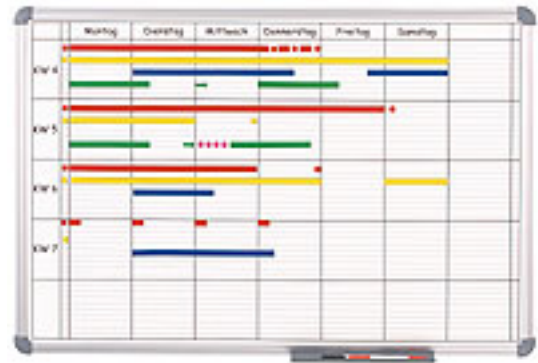 Montag Dienstag Mittwoch Donnerstag Freitag Samstag
KW 4
KW 5
KW 6
KW 7